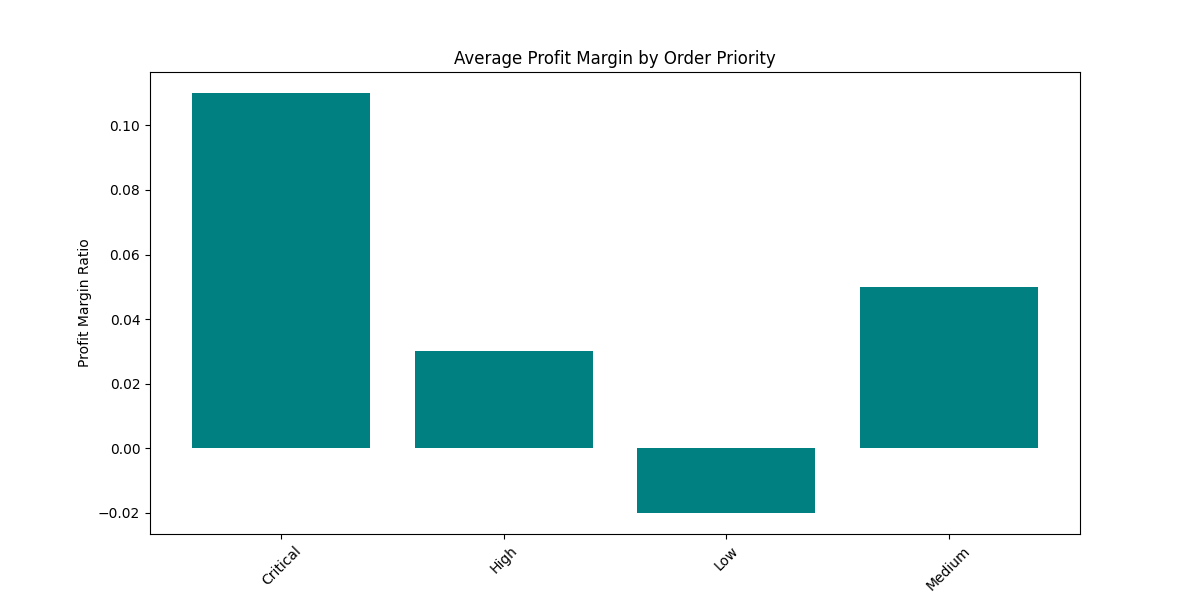 Average Profit Margin by Order Priority
Profit Margin Ratio
0.10
0.08
0.06
0.04
0.02
0.00
−0.02
Critical
High
Low
Medium